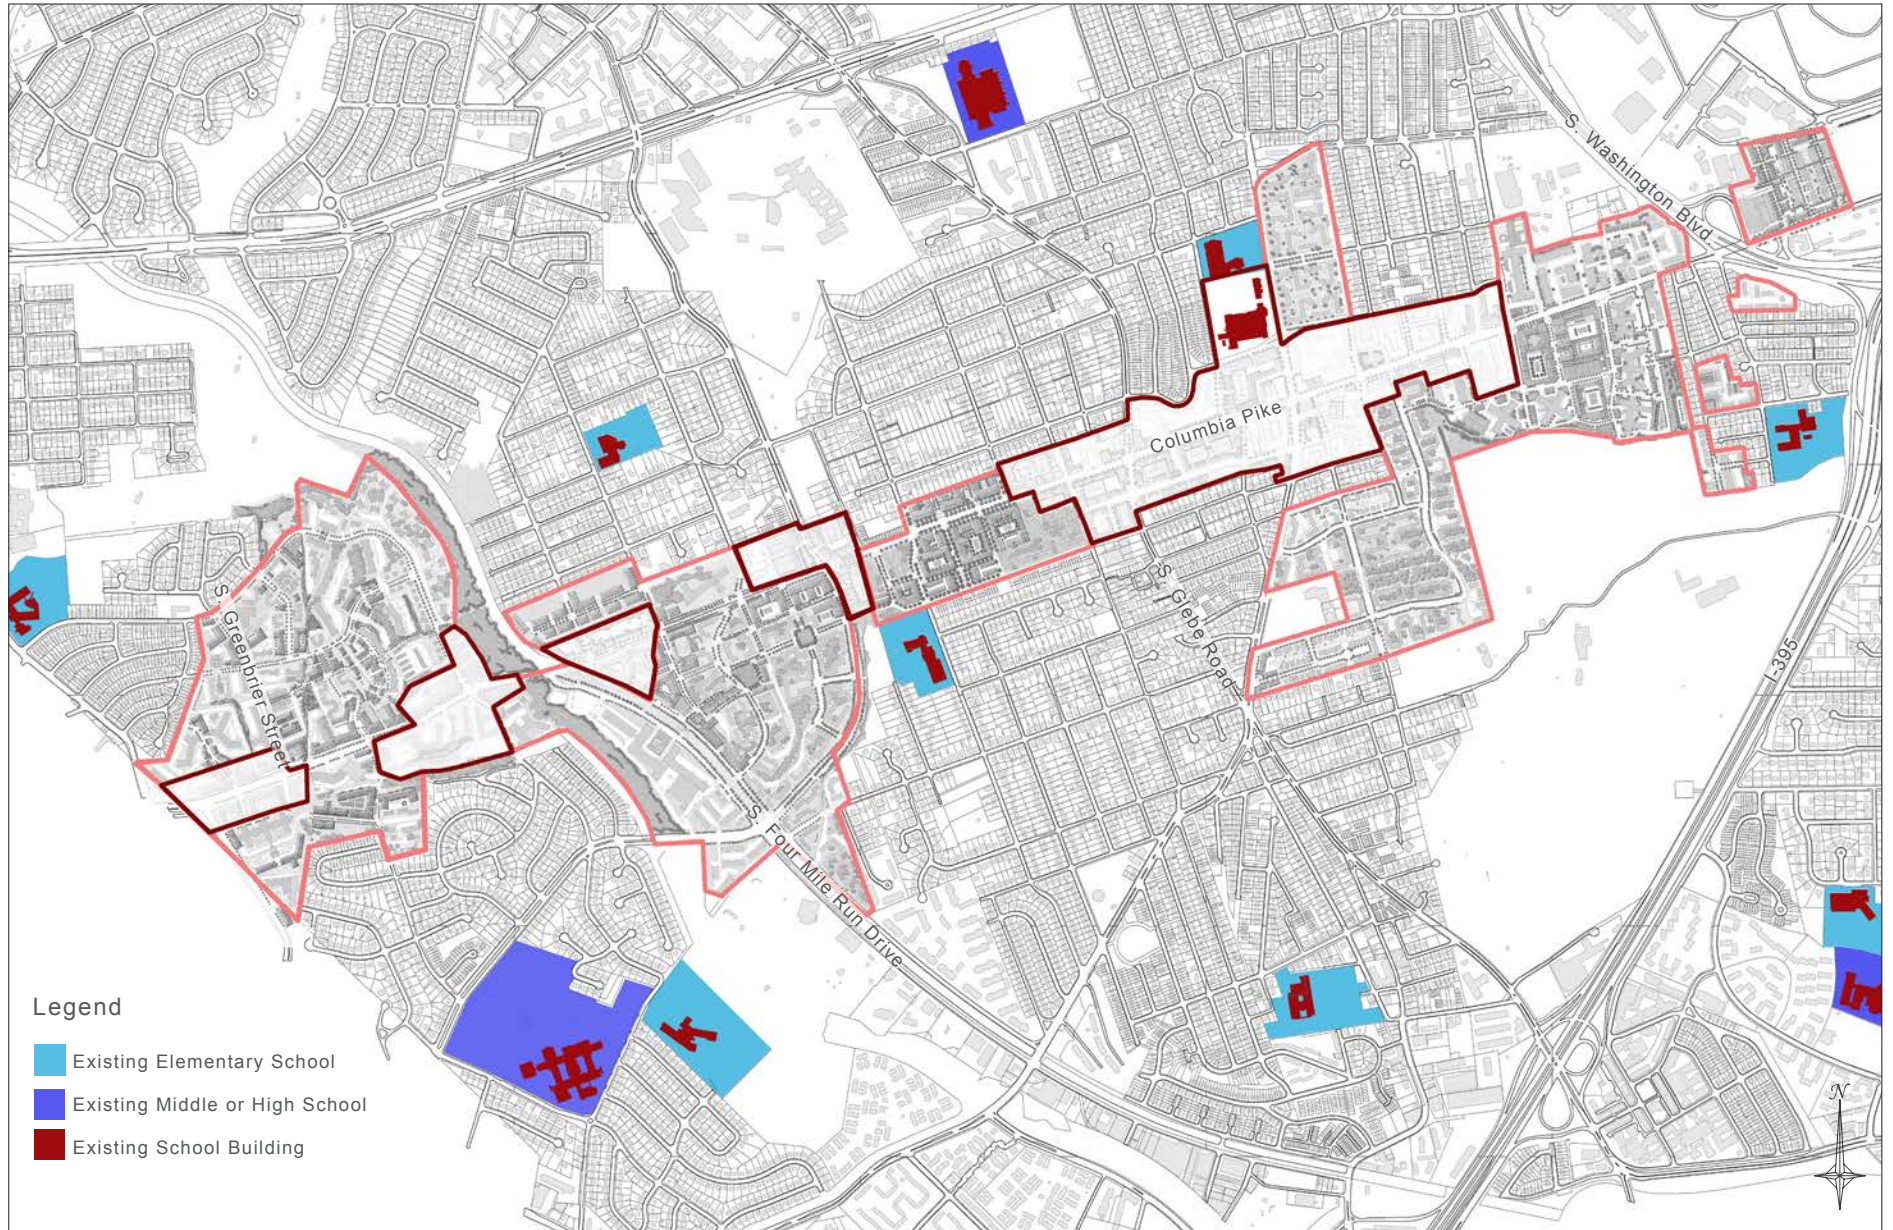 S. Washington Blvd.
Columbia Pike
S. Glebe Road
S. Greenbrier Street
I-395
S. Four Mile Run Drive
Legend
Existing Elementary School
Existing Middle or High School
Existing School Building
N